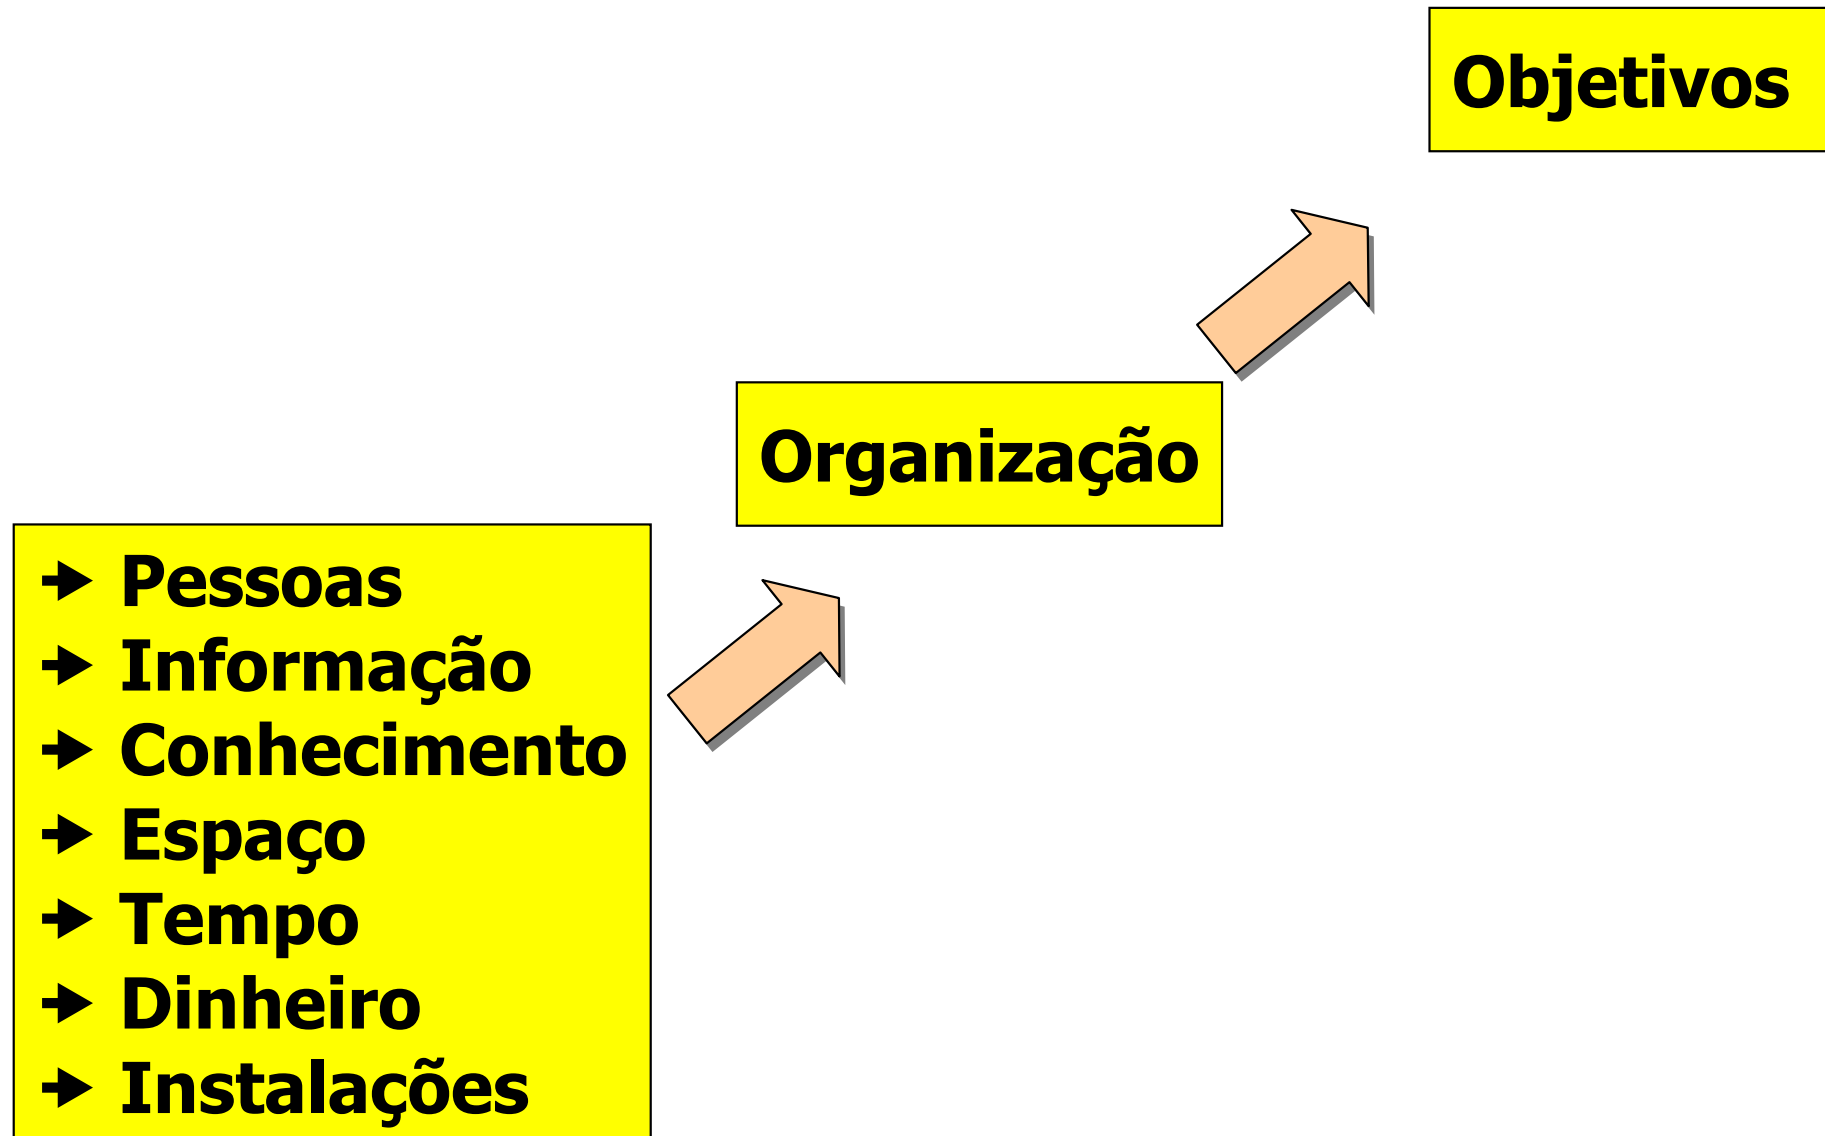 Objetivos
Organização
Pessoas
Informação
Conhecimento
Espaço
Tempo
Dinheiro
Instalações